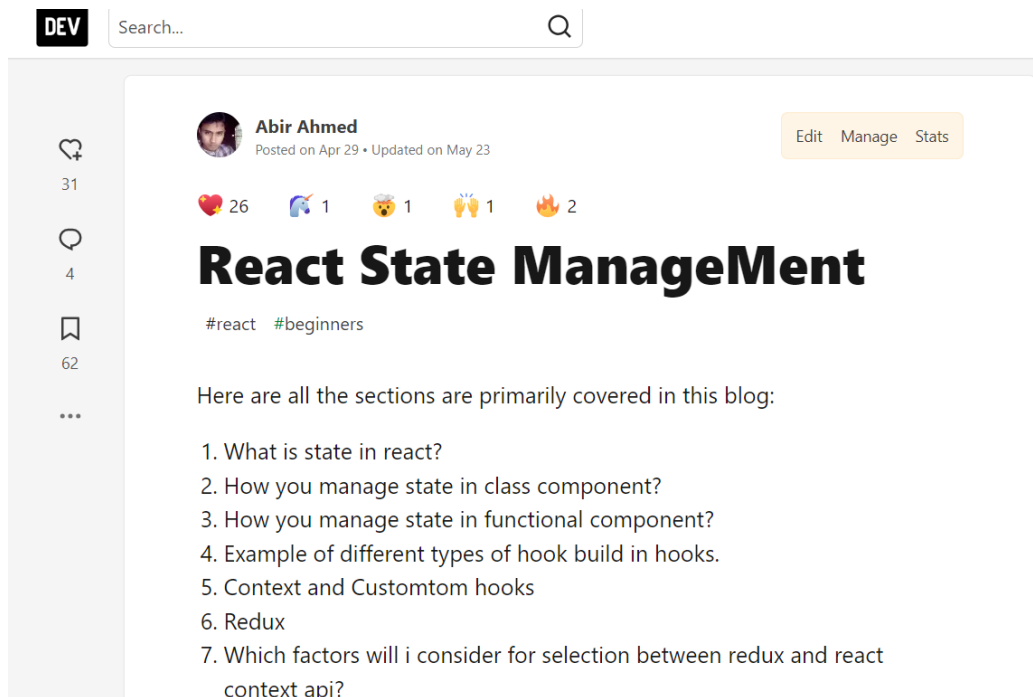 DEV
Search...
Abir Ahmed
Posted on Apr 29 • Updated on May 23
Edit Manage Stats
31
26 1 1 1 2
4
React State ManageMent
#react #beginners
62
Here are all the sections are primarily covered in this blog:
1. What is state in react?
2. How you manage state in class component?
3. How you manage state in functional component?
4. Example of different types of hook build in hooks.
5. Context and Customtom hooks
6. Redux
7. Which factors will i consider for selection between redux and react
context api?